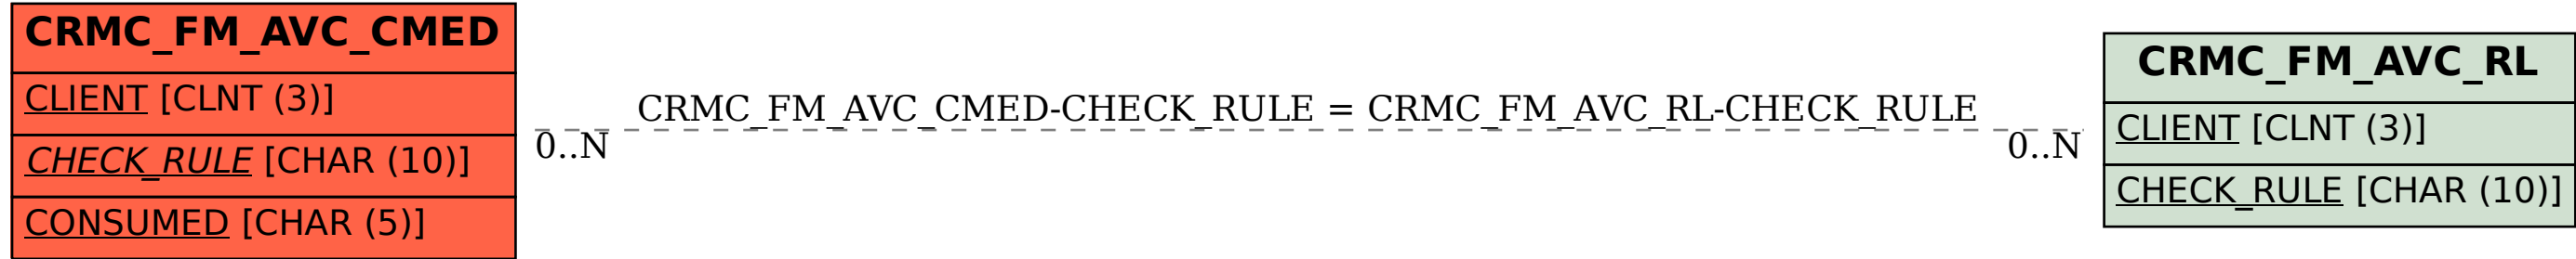 CRMC_FM_AVC_CMED
CLIENT [CLNT (3)]
CHECK_RULE [CHAR (10)]
CONSUMED [CHAR (5)]
CRMC_FM_AVC_CMED-CHECK_RULE = CRMC_FM_AVC_RL-CHECK_RULE
0..N
0..N
CRMC_FM_AVC_RL
CLIENT [CLNT (3)]
CHECK_RULE [CHAR (10)]